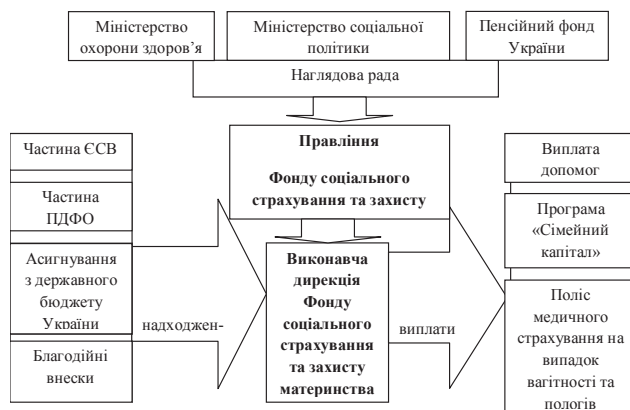 Міністерство
охорони здоров’я
Міністерство соціальної
політики
Пенсійний фонд
України
Наглядова рада
Правління
Фонду соціального
страхування та захисту
Частина ЄСВ
Частина
ПДФО
Асигнування
з державного
бюджету
України
Благодійні
внески
надходжен-
Виконавча
дирекція
Фонду
соціального
страхування
та захисту
материнства
виплати
Виплата
допомог
Програма
«Сімейний
капітал»
Поліс
медичного
страхування на
випадок
вагітності та
пологів